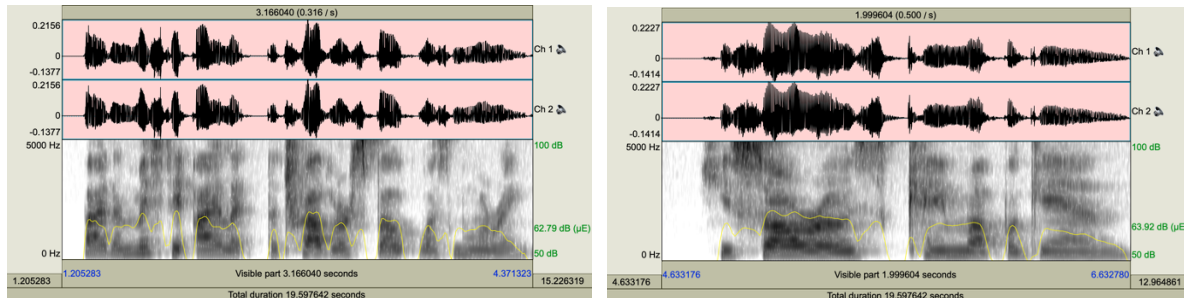 3.166040 (0.316 / s)
0.2156
0
-0.1377
Ch 1
0.2156
0
-0.1377
Ch 2
5000 Hz
100 dB
62.79 dB (µE)
0 Hz
50 dB
1.205283
4.371323
1.205283
Visible part 3.166040 seconds
15.226319
Total duration 19.597642 seconds
1.999604 (0.500 / s)
0.2227
0
-0.1414
Ch 1
0.2227
0
-0.1414
Ch 2
5000 Hz
100 dB
63.92 dB (µE)
0 Hz
50 dB
4.633176
6.632780
4.633176
Visible part 1.999604 seconds
12.964861
Total duration 19.597642 seconds